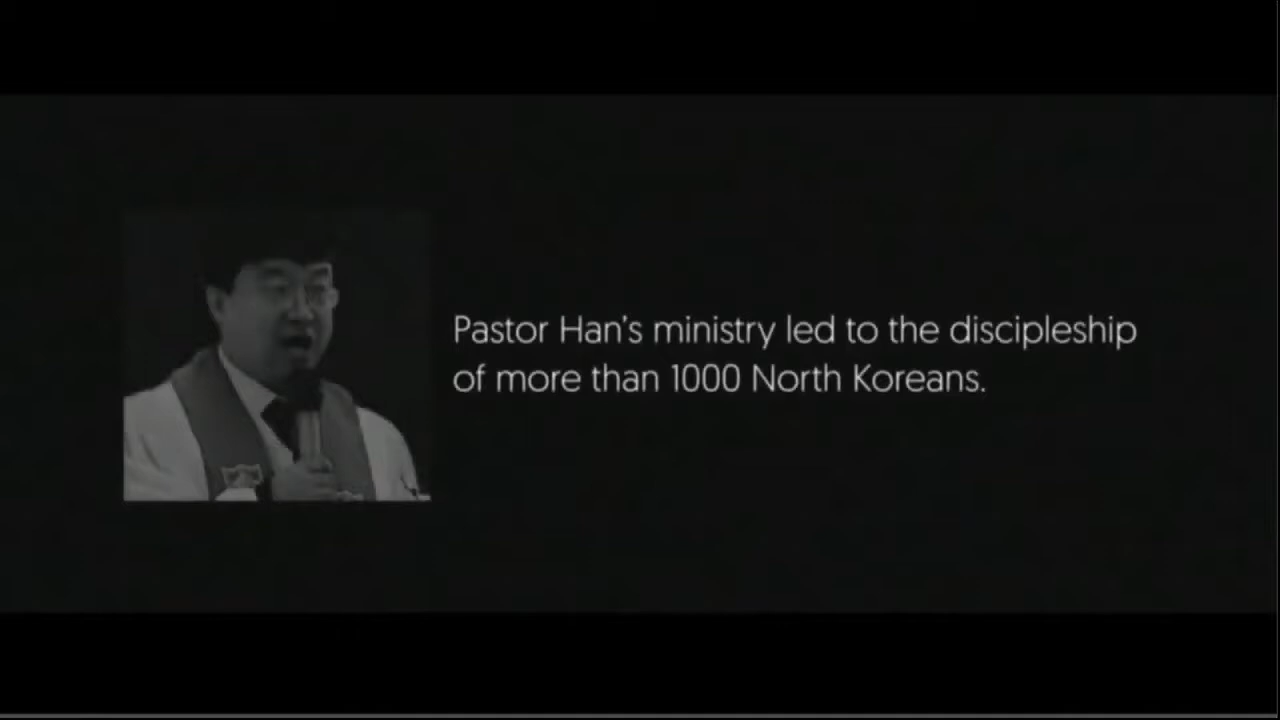 Pastor Han's ministry led to the discipleship
of more than 1000 North Koreans.